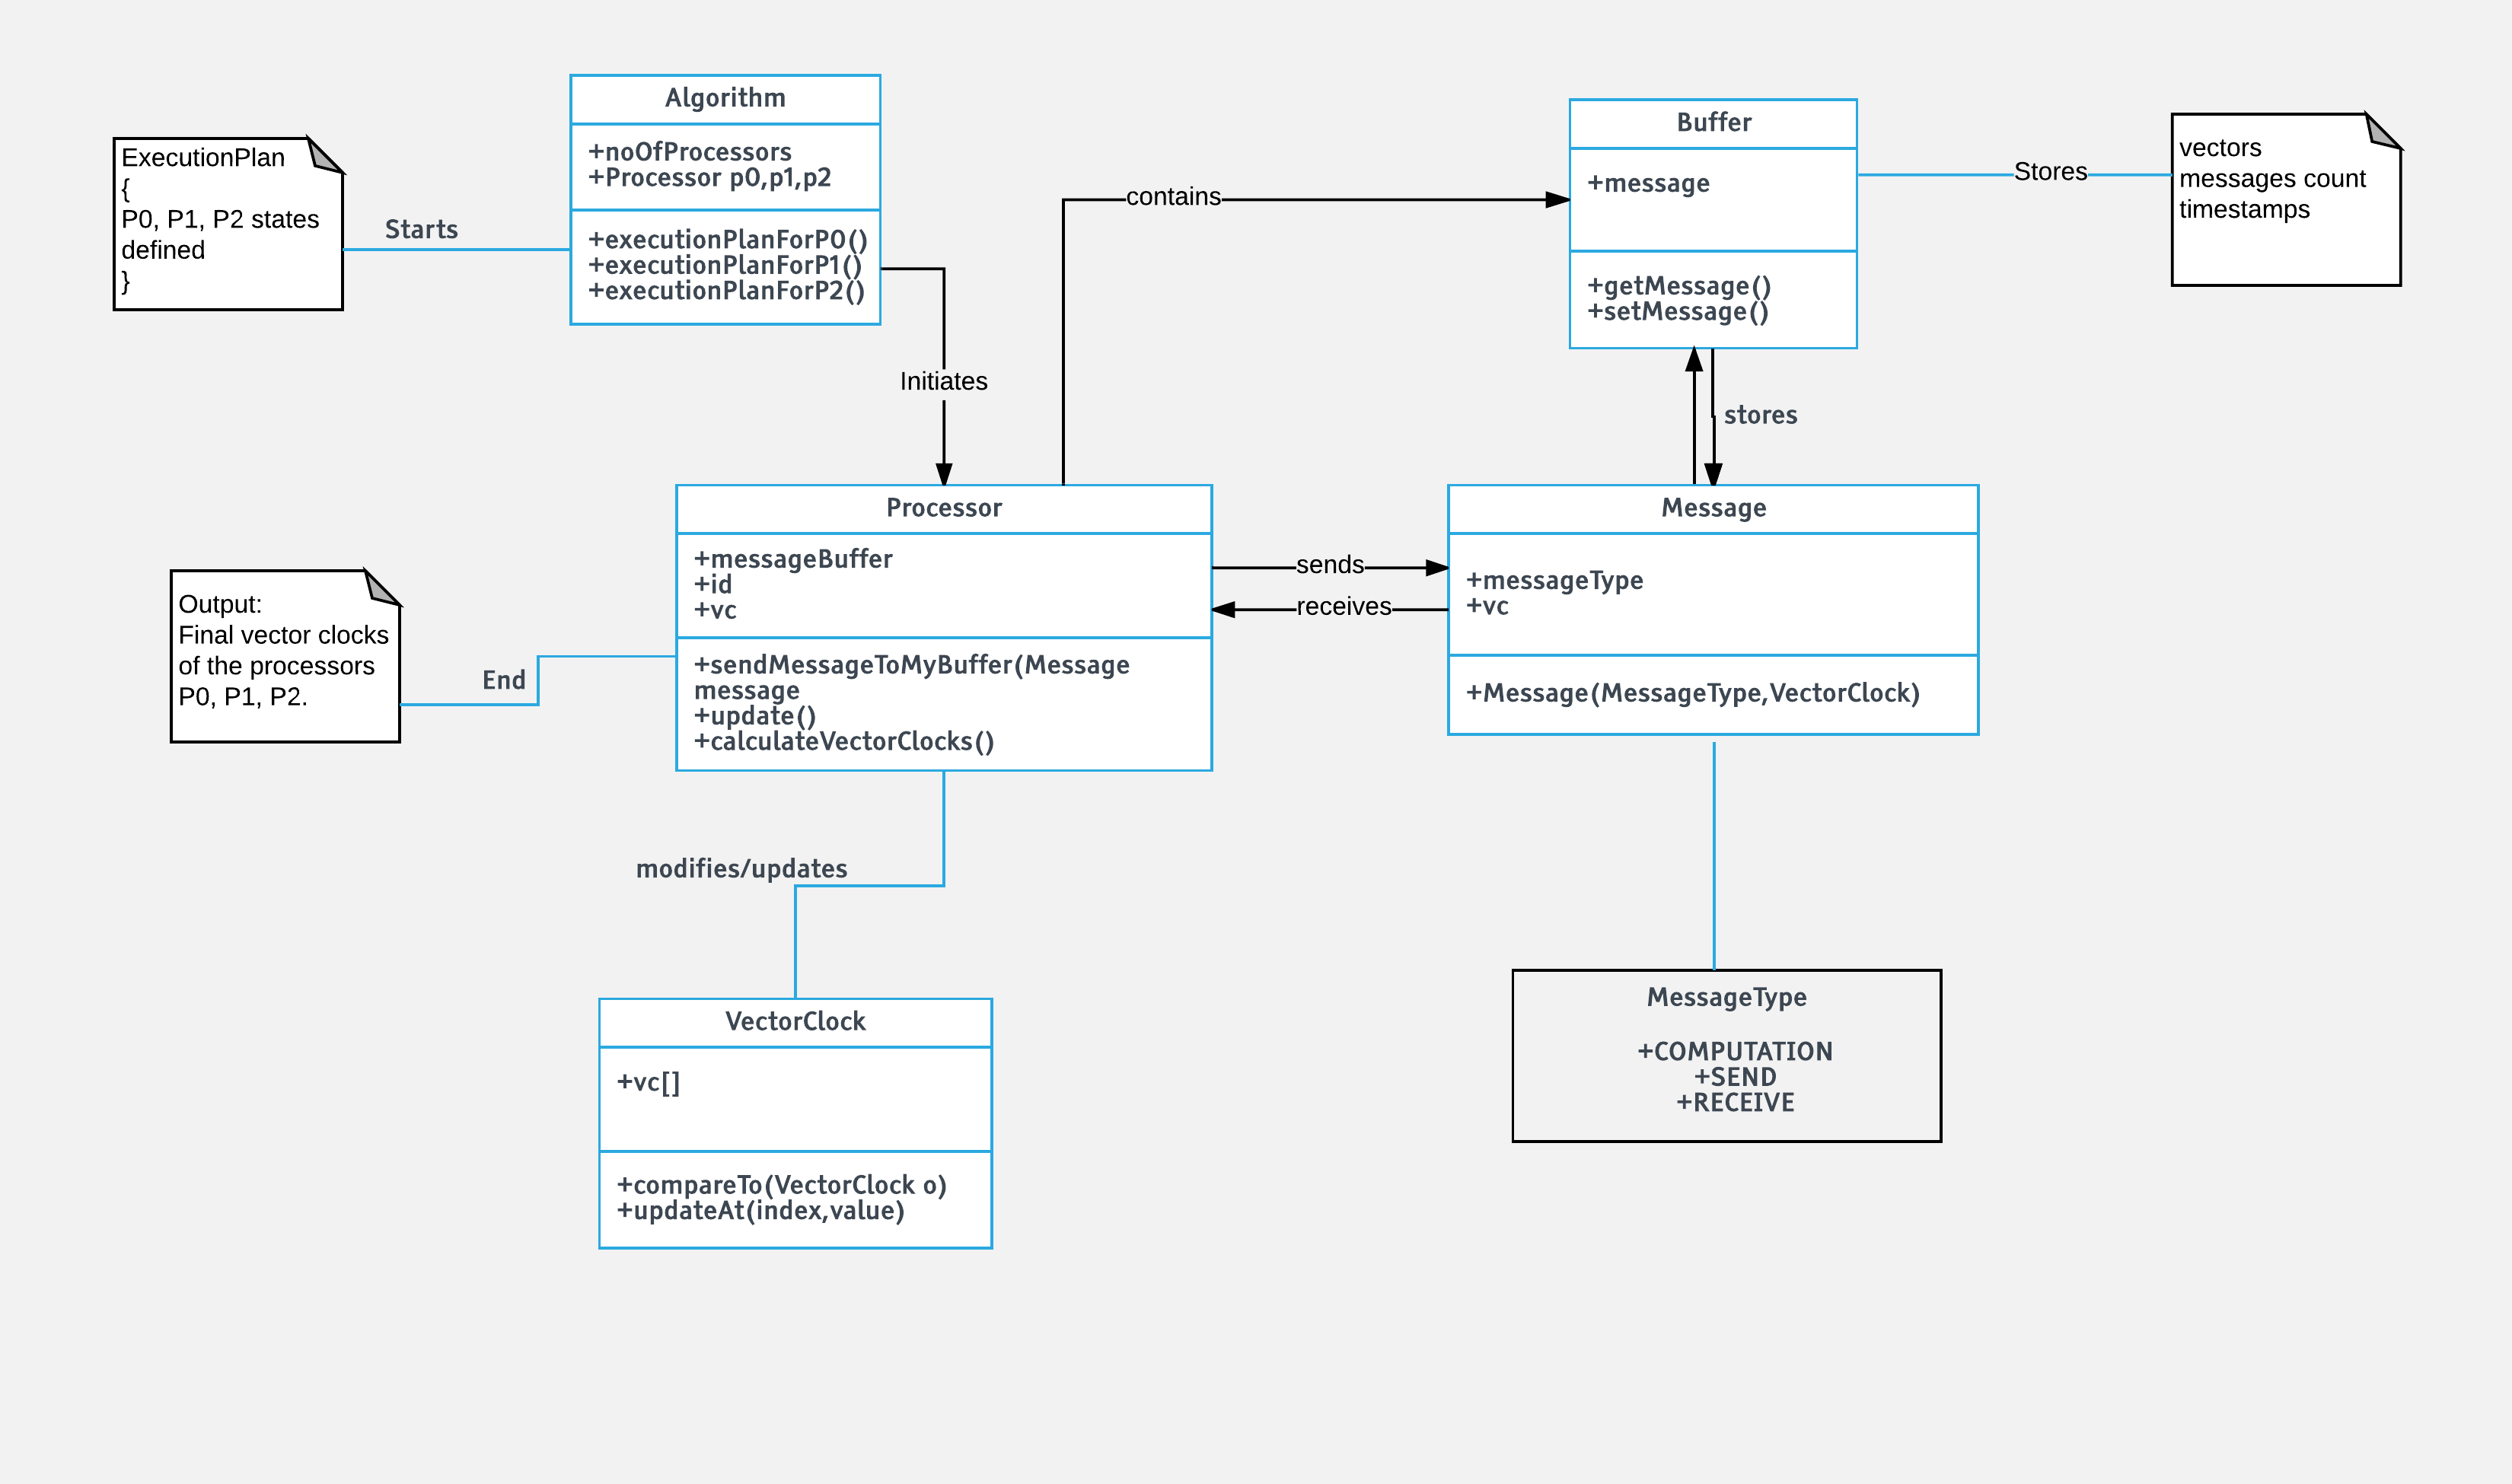 Algorithm
+noOfProcessors
+Processor p0,p1,p2
+executionPlanForP0()
+executionPlanForP1()
+executionPlanForP2()
ExecutionPlan
{
P0, P1, P2 states
defined
}
Starts
Buffer
+message
+getMessage()
+setMessage()
Stores
vectors
messages count
timestamps
contains
Initiates
stores
Processor
+messageBuffer
+id
+vc
+sendMessageToMyBuffer(Message
message
+update()
+calculateVectorClocks()
sends
receives
Message
+messageType
+vc
+Message(MessageType,VectorClock)
Output:
Final vector clocks
of the processors
P0, P1, P2.
End
modifies/updates
VectorClock
+vc[]
+compareTo(VectorClock o)
+updateAt(index,value)
MessageType
+COMPUTATION
+SEND
+RECEIVE